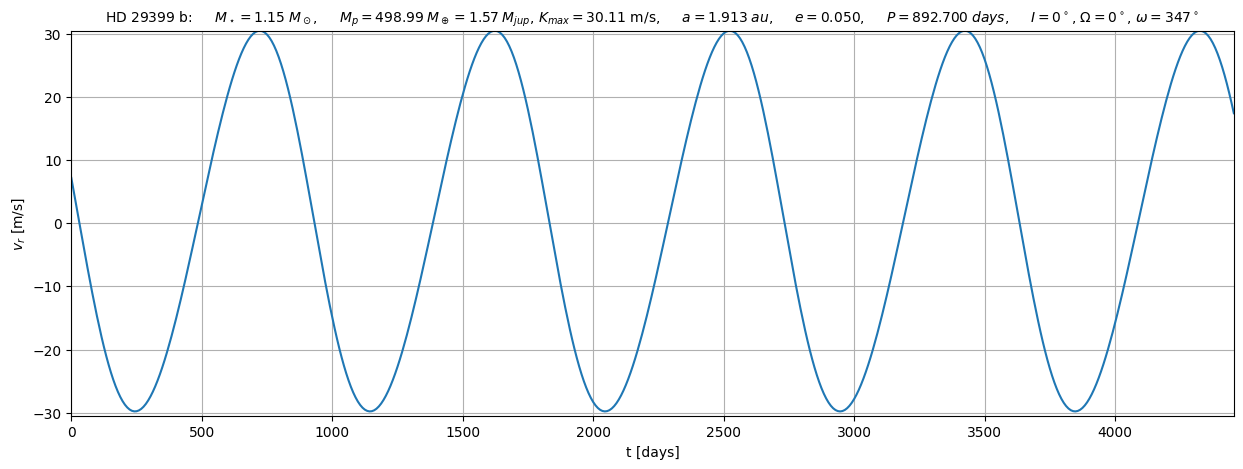 HD 29399 b: M⋆ = 1.15 M⊙, Mp = 498.99 M⊕ = 1.57 Mjup, Kmax = 30.11 m/s, a = 1.913 au, e = 0.050, P = 892.700 days, I = 0°, Ω = 0°, ω = 347°
30
20
10
0
−10
−20
−30
vr [m/s]
0 500 1000 1500 2000 2500 3000 3500 4000
t [days]